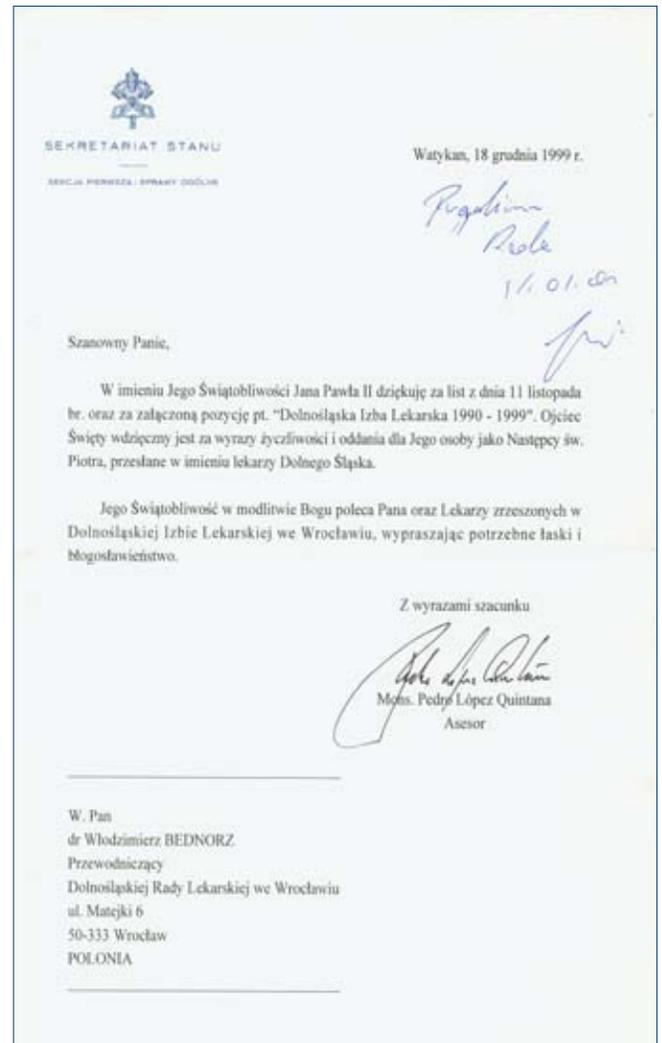 SEKRETARIAT STANU
SEKCJA PIERWSZA : SPRAWY OGÓLNE
Watykan, 18 grudnia 1999 r.
Szanowny Panie,
W imieniu Jego Świątobliwości Jana Pawła II dziękuję za list z dnia 11 listopada
br. oraz za załączoną pozycję pt. “Dolnośląska Izba Lekarska 1990 - 1999”. Ojciec
Święty wdzięczny jest za wyrazy życzliwości i oddania dla Jego osoby jako Następcy św.
Piotra, przesłane w imieniu lekarzy Dolnego Śląska.
Jego Świątobliwość w modlitwie Bogu poleca Pana oraz Lekarzy zrzeszonych w
Dolnośląskiej Izbie Lekarskiej we Wrocławiu, wypraszając potrzebne łaski i
błogosławieństwo.
Z wyrazami szacunku
Mons. Pedro López Quintana
Asesor
W. Pan
dr Włodzimierz BEDNORZ
Przewodniczący
Dolnośląskiej Rady Lekarskiej we Wrocławiu
ul. Matejki 6
50-333 Wrocław
POLONIA